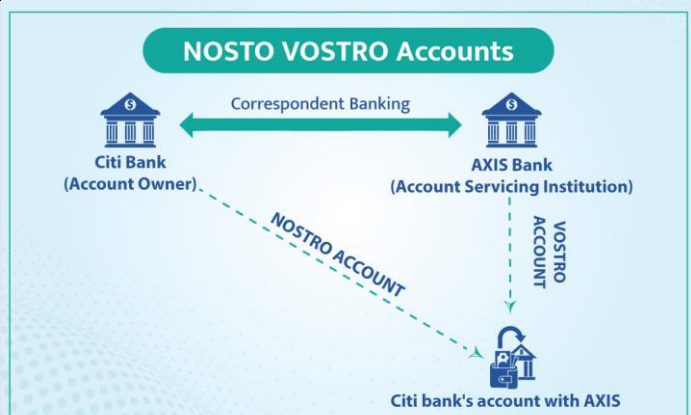 NOSTO VOSTRO Accounts
Correspondent Banking
Citi Bank
(Account Owner)
AXIS Bank
(Account Servicing Institution)
NOSTRO ACCOUNT
VOSTRO
ACCOUNT
Citi bank's account with AXIS